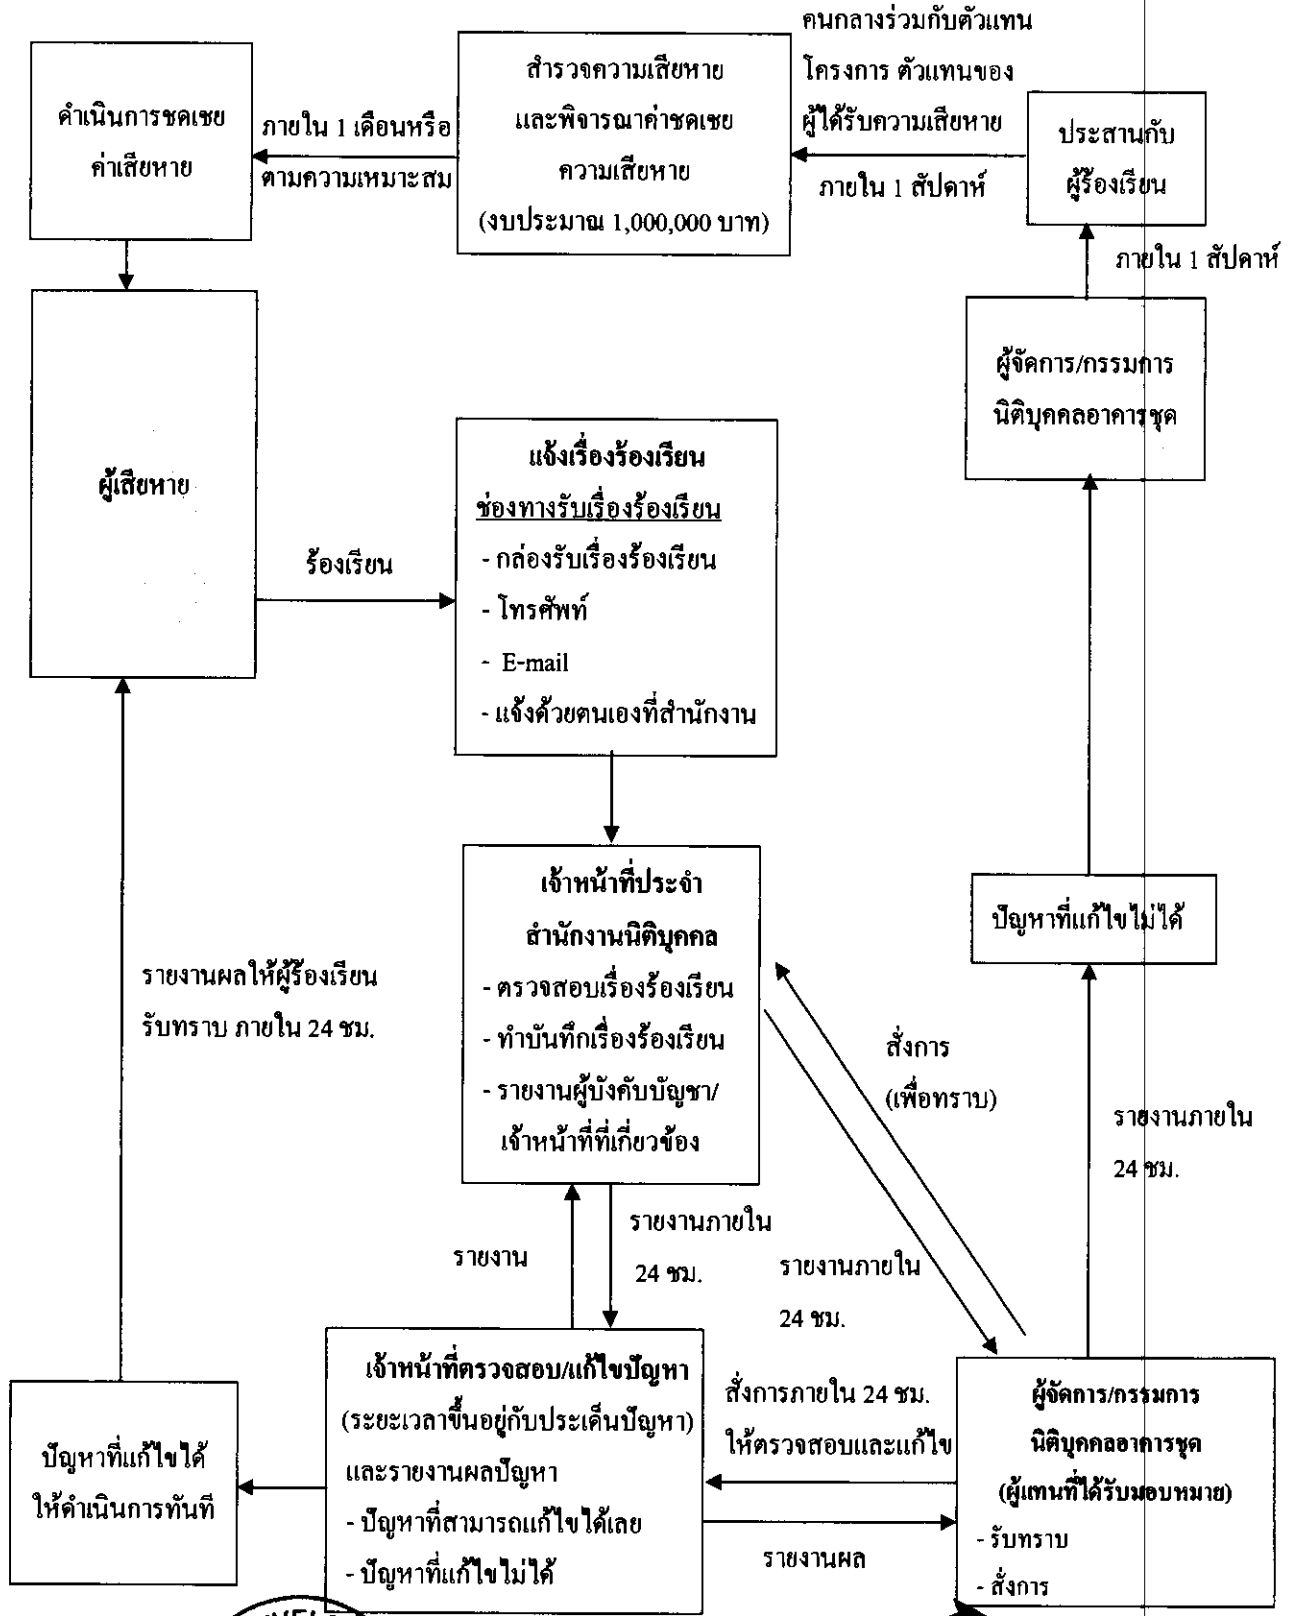 คนกลางร่วมกับตัวแทน
โครงการ ตัวแทนของ
ผู้ได้รับความเสียหาย
ภายใน 1 สัปดาห์
ดำเนินการชดเชย
ค่าเสียหาย
ภายใน 1 เดือนหรือ
ตามความเหมาะสม
สำรวจความเสียหาย
และพิจารณาค่าชดเชย
ความเสียหาย
(งบประมาณ 1,000,000 บาท)
ประสานกับ
ผู้ร้องเรียน
ภายใน 1 สัปดาห์
ผู้จัดการ/กรรมการ
นิติบุคคลอาคารชุด
ผู้เสียหาย
ร้องเรียน
แจ้งเรื่องร้องเรียน
ช่องทางรับเรื่องร้องเรียน
- กล่องรับเรื่องร้องเรียน
- โทรศัพท์
- E-mail
- แจ้งด้วยตนเองที่สำนักงาน
เจ้าหน้าที่ประจำ
สำนักงานนิติบุคคล
- ตรวจสอบเรื่องร้องเรียน
- ทำบันทึกเรื่องร้องเรียน
- รายงานผู้บังคับบัญชา/
เจ้าหน้าที่ที่เกี่ยวข้อง
ปัญหาที่แก้ไขไม่ได้
รายงานผลให้ผู้ร้องเรียน
รับทราบ ภายใน 24 ชม.
สั่งการ
(เพื่อทราบ)
รายงานภายใน
24 ชม.
รายงาน
รายงานภายใน
24 ชม.
รายงานภายใน
24 ชม.
เจ้าหน้าที่ตรวจสอบ/แก้ไขปัญหา
(ระยะเวลาขึ้นอยู่กับประเด็นปัญหา)
และรายงานผลปัญหา
- ปัญหาที่สามารถแก้ไขได้เลย
- ปัญหาที่แก้ไขไม่ได้
สั่งการภายใน 24 ชม.
ให้ตรวจสอบและแก้ไข
รายงานผล
ผู้จัดการ/กรรมการ
นิติบุคคลอาคารชุด
(ผู้แทนที่ได้รับมอบหมาย)
- รับทราบ
- สั่งการ
ปัญหาที่แก้ไขได้
ให้ดำเนินการทันที